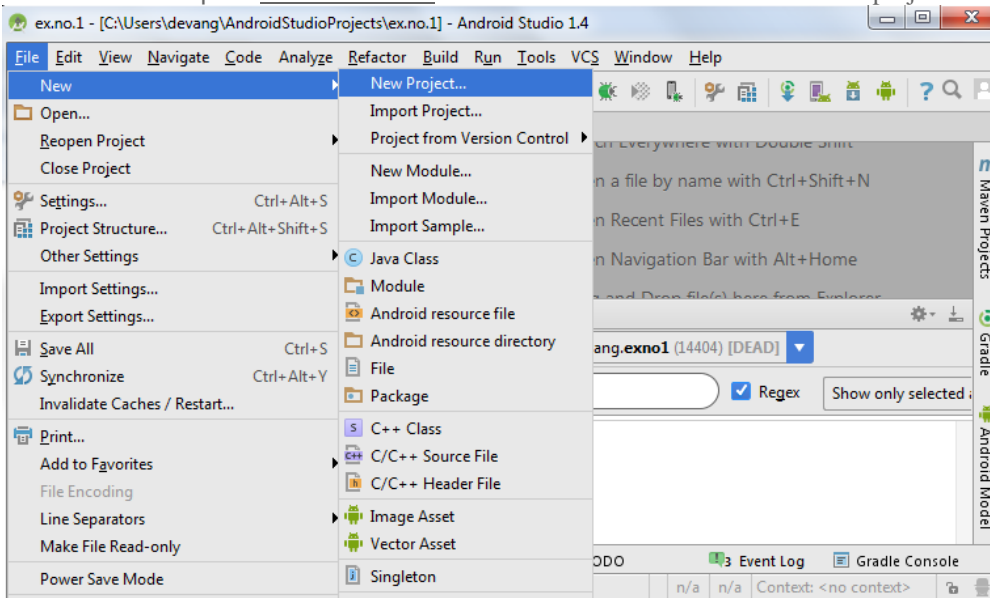 ex.no.1 - [C:\Users\devang\AndroidStudioProjects\ex.no.1] - Android Studio 1.4
File Edit View Navigate Code Analyze Refactor Build Run Tools VCS Window Help
New
Open...
Reopen Project
Close Project
Settings... Ctrl+Alt+S
Project Structure... Ctrl+Alt+Shift+S
Other Settings
Import Settings...
Export Settings...
Save All Ctrl+S
Synchronize Ctrl+Alt+Y
Invalidate Caches / Restart...
Print...
Add to Favorites
File Encoding
Line Separators
Make File Read-only
Power Save Mode
New Project...
Import Project...
Project from Version Control
New Module...
Import Module...
Import Sample...
Java Class
Module
Android resource file
Android resource directory
File
Package
C++ Class
C/C++ Source File
C/C++ Header File
Image Asset
Vector Asset
Singleton
Everywhere with Double Shift
a file by name with Ctrl+Shift+N
Recent Files with Ctrl+E
Navigation Bar with Alt+Home
and Drop file(s) here from Explorer
ang.exno1 (14404) [DEAD]
Regex Show only selected
ODO 3 Event Log Gradle Console
n/a n/a Context: <no context>
Maven Projects
Gradle
Android Model